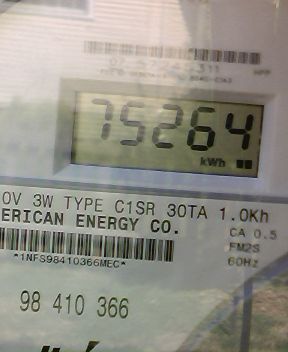 75264
kWh
0V 3W TYPE C1SR 30TA 1.0Kh
ERICAN ENERGY CO.
CA 0.5
FM2S
60Hz
*1NFS98410366MEC*
98 410 366